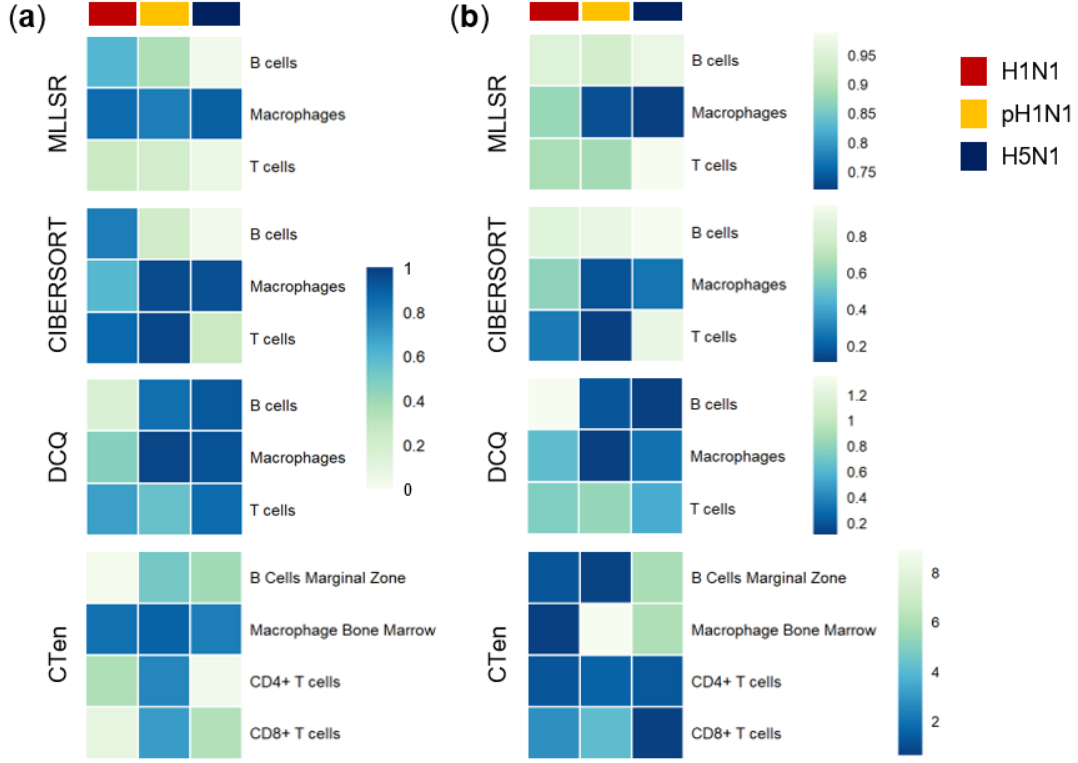 (a)
MLLSR
B cells
Macrophages
T cells
CIBERSORT
B cells
Macrophages
T cells
DCQ
B cells
Macrophages
T cells
CTen
B Cells Marginal Zone
Macrophage Bone Marrow
CD4+ T cells
CD8+ T cells
1
0.8
0.6
0.4
0.2
0
(b)
MLLSR
B cells
Macrophages
T cells
0.95
0.9
0.85
0.8
0.75
CIBERSORT
B cells
Macrophages
T cells
0.8
0.6
0.4
0.2
DCQ
B cells
Macrophages
T cells
1.2
1
0.8
0.6
0.4
0.2
CTen
B Cells Marginal Zone
Macrophage Bone Marrow
CD4+ T cells
CD8+ T cells
8
6
4
2
H1N1
pH1N1
H5N1